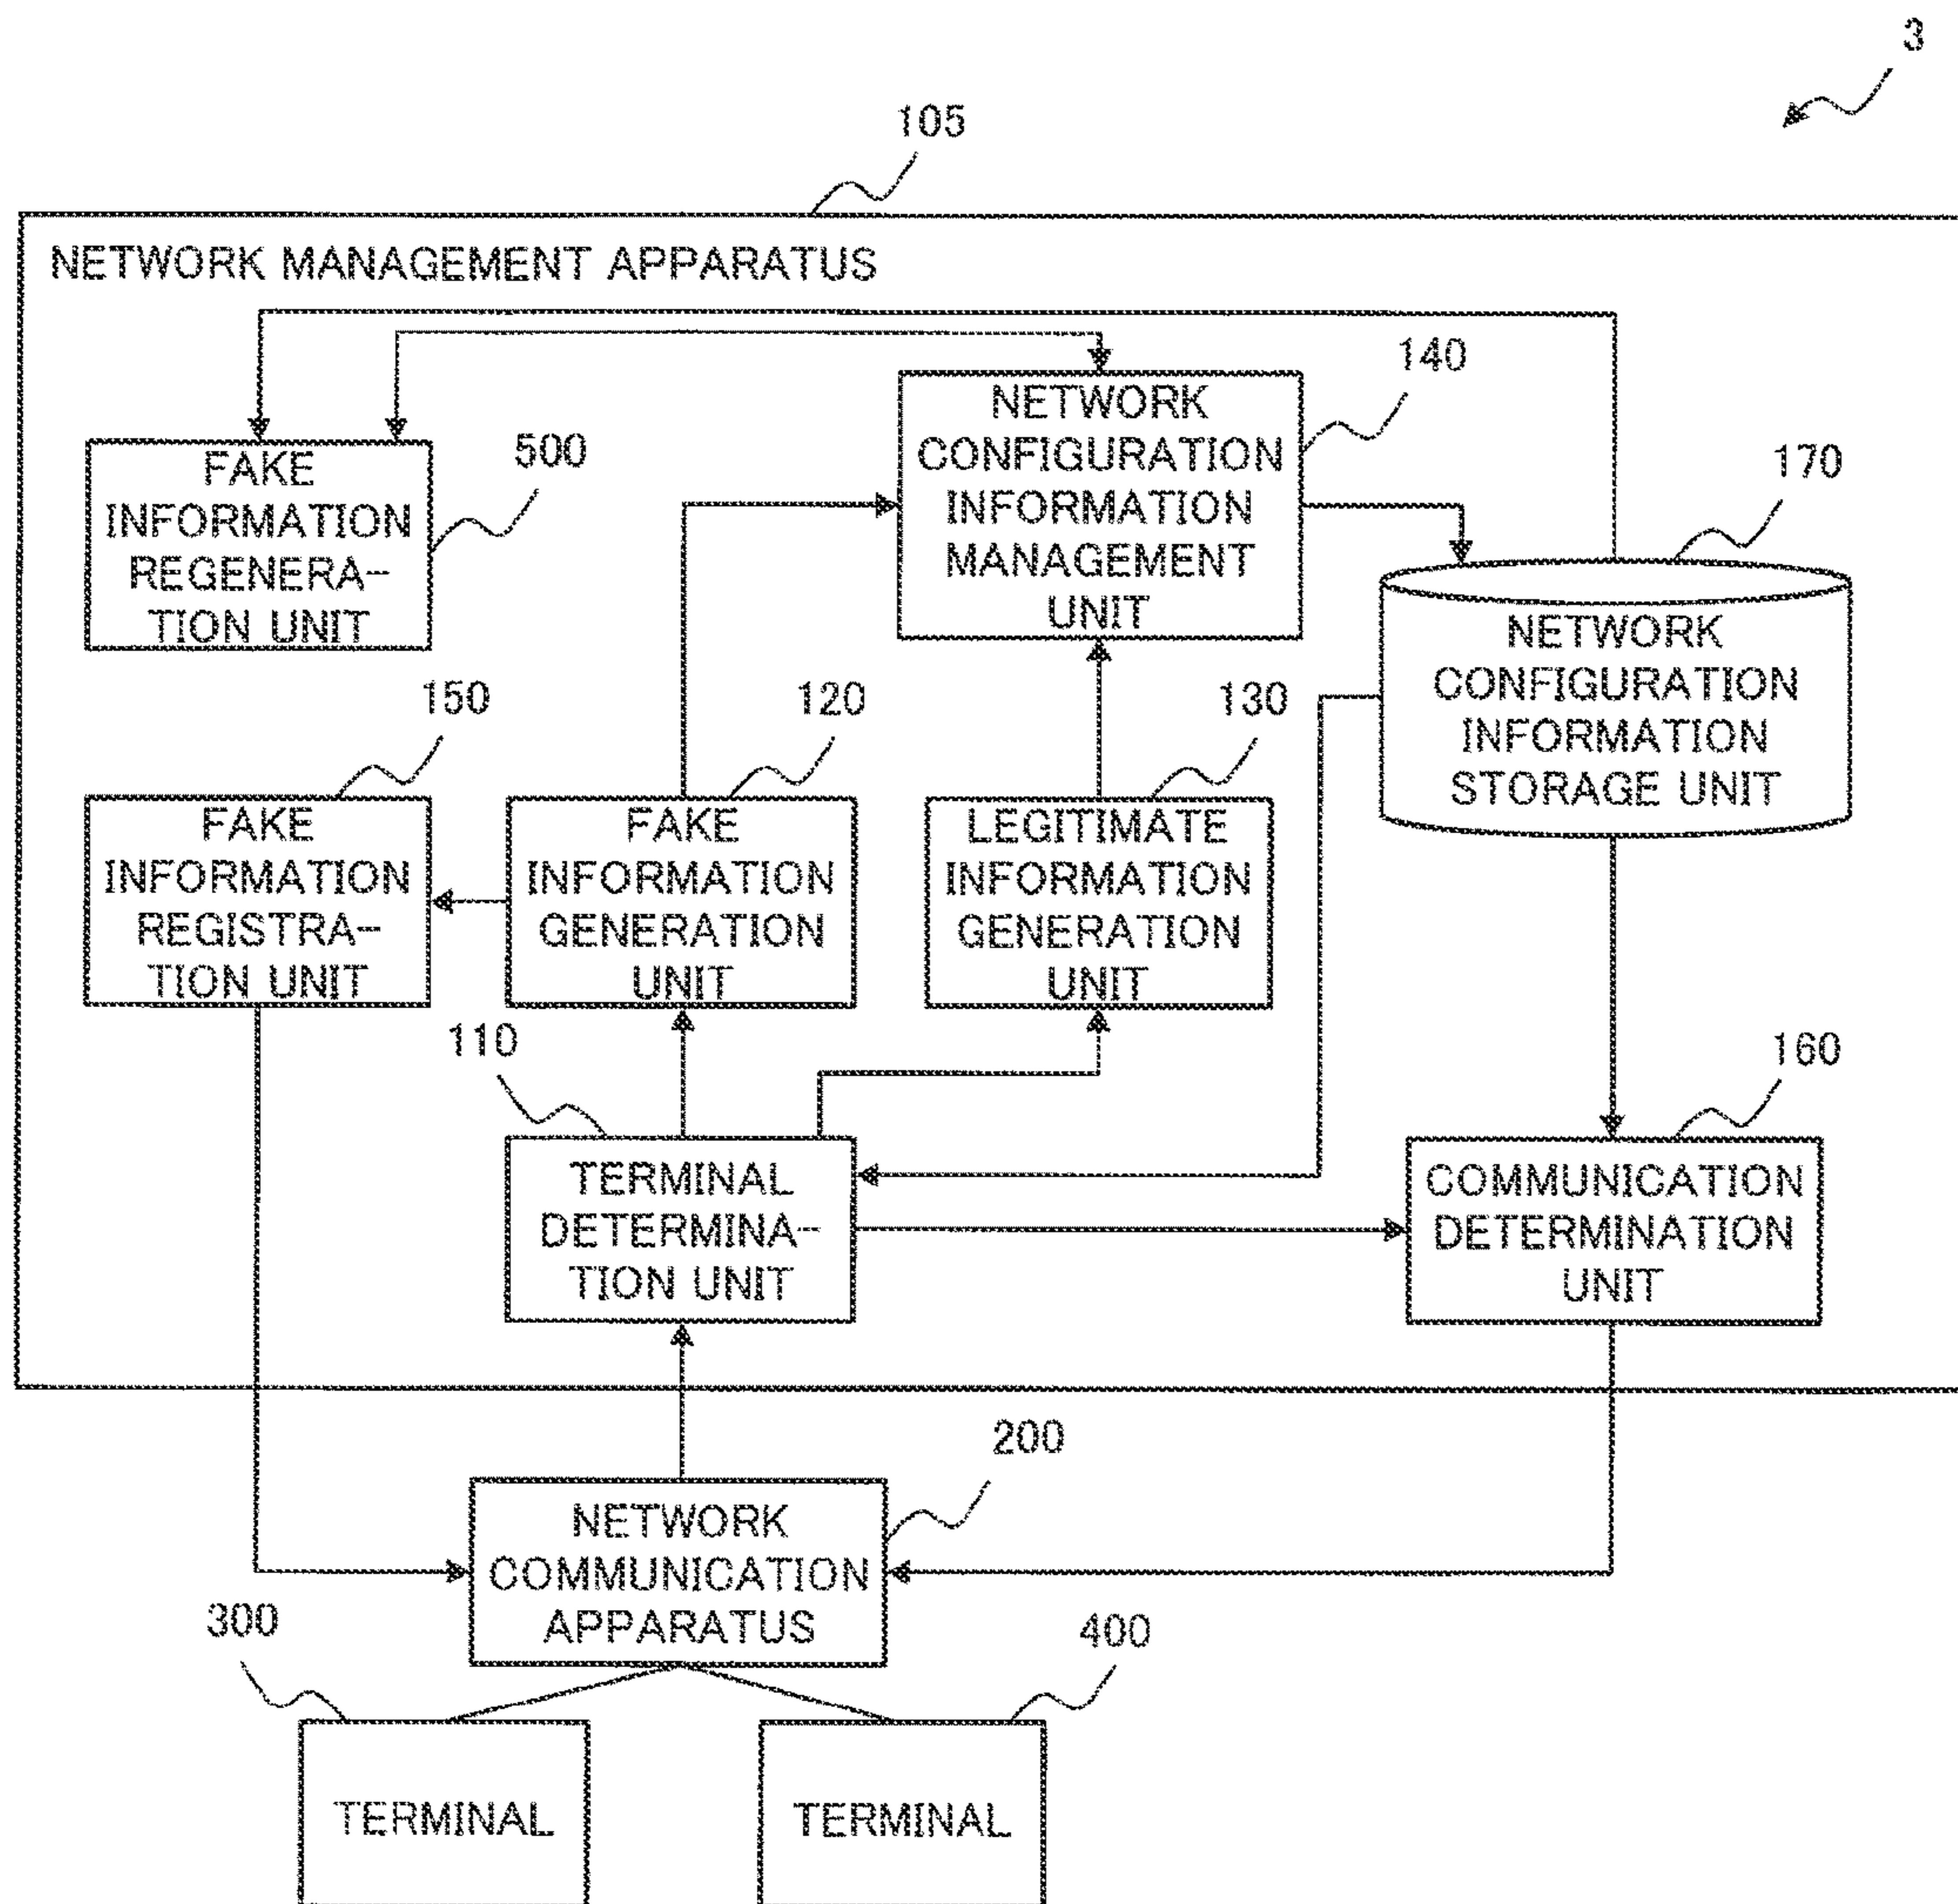 3
105
NETWORK MANAGEMENT APPARATUS
140
NETWORK
CONFIGURATION
INFORMATION
MANAGEMENT
UNIT
500
FAKE
INFORMATION
REGENERA-
TION UNIT
170
NETWORK
CONFIGURATION
INFORMATION
STORAGE UNIT
150
FAKE
INFORMATION
REGISTRA-
TION UNIT
120
FAKE
INFORMATION
GENERATION
UNIT
130
LEGITIMATE
INFORMATION
GENERATION
UNIT
110
TERMINAL
DETERMINA-
TION UNIT
160
COMMUNICATION
DETERMINATION
UNIT
200
NETWORK
COMMUNICATION
APPARATUS
300
TERMINAL
400
TERMINAL